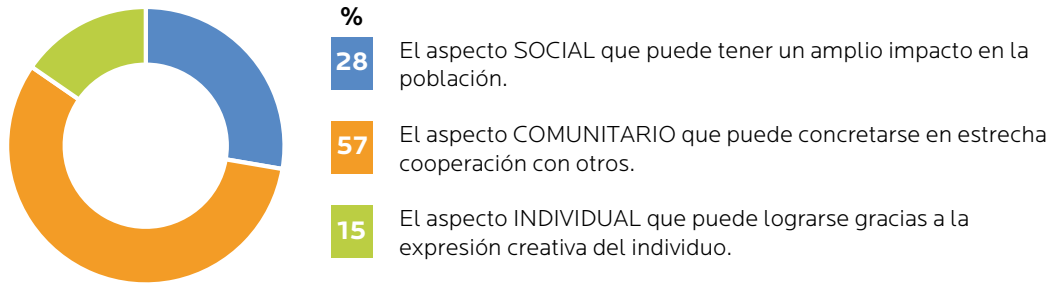 %
28
El aspecto SOCIAL que puede tener un amplio impacto en la
población.
57
El aspecto COMUNITARIO que puede concretarse en estrecha
cooperación con otros.
15
El aspecto INDIVIDUAL que puede lograrse gracias a la
expresión creativa del individuo.